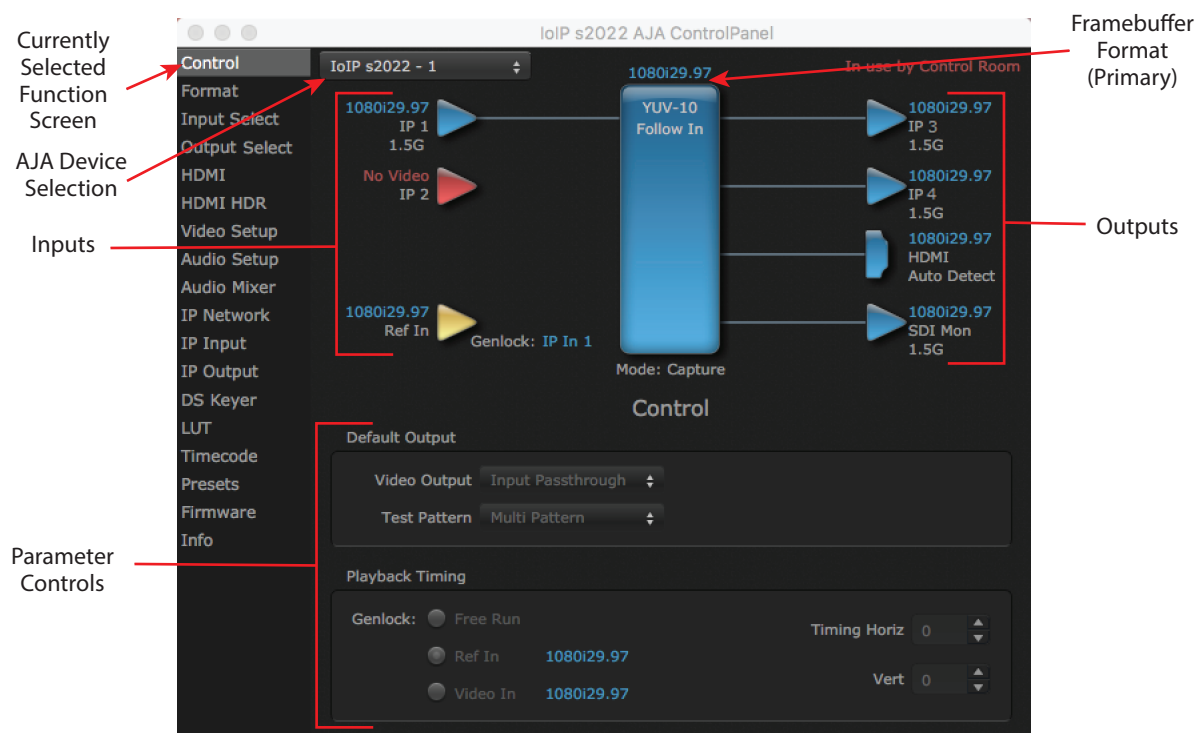 IoIP s2022 AJA ControlPanel
Currently
Selected
Function
Screen
AJA Device
Selection
Inputs
Parameter
Controls
Framebuffer
Format
(Primary)
Outputs
Control
Format
Input Select
Output Select
HDMI
HDMI HDR
Video Setup
Audio Setup
Audio Mixer
IP Network
IP Input
IP Output
DS Keyer
LUT
Timecode
Presets
Firmware
Info
IoIP s2022 - 1
1080i29.97
In use by Control Room
1080i29.97
IP 1
1.5G
No Video
IP 2
1080i29.97
Ref In
Genlock: IP In 1
YUV-10
Follow In
Mode: Capture
1080i29.97
IP 3
1.5G
1080i29.97
IP 4
1.5G
1080i29.97
HDMI
Auto Detect
1080i29.97
SDI Mon
1.5G
Control
Default Output
Video Output Input Passthrough
Test Pattern Multi Pattern
Playback Timing
Genlock: Free Run
Ref In 1080i29.97
Video In 1080i29.97
Timing Horiz 0
Vert 0